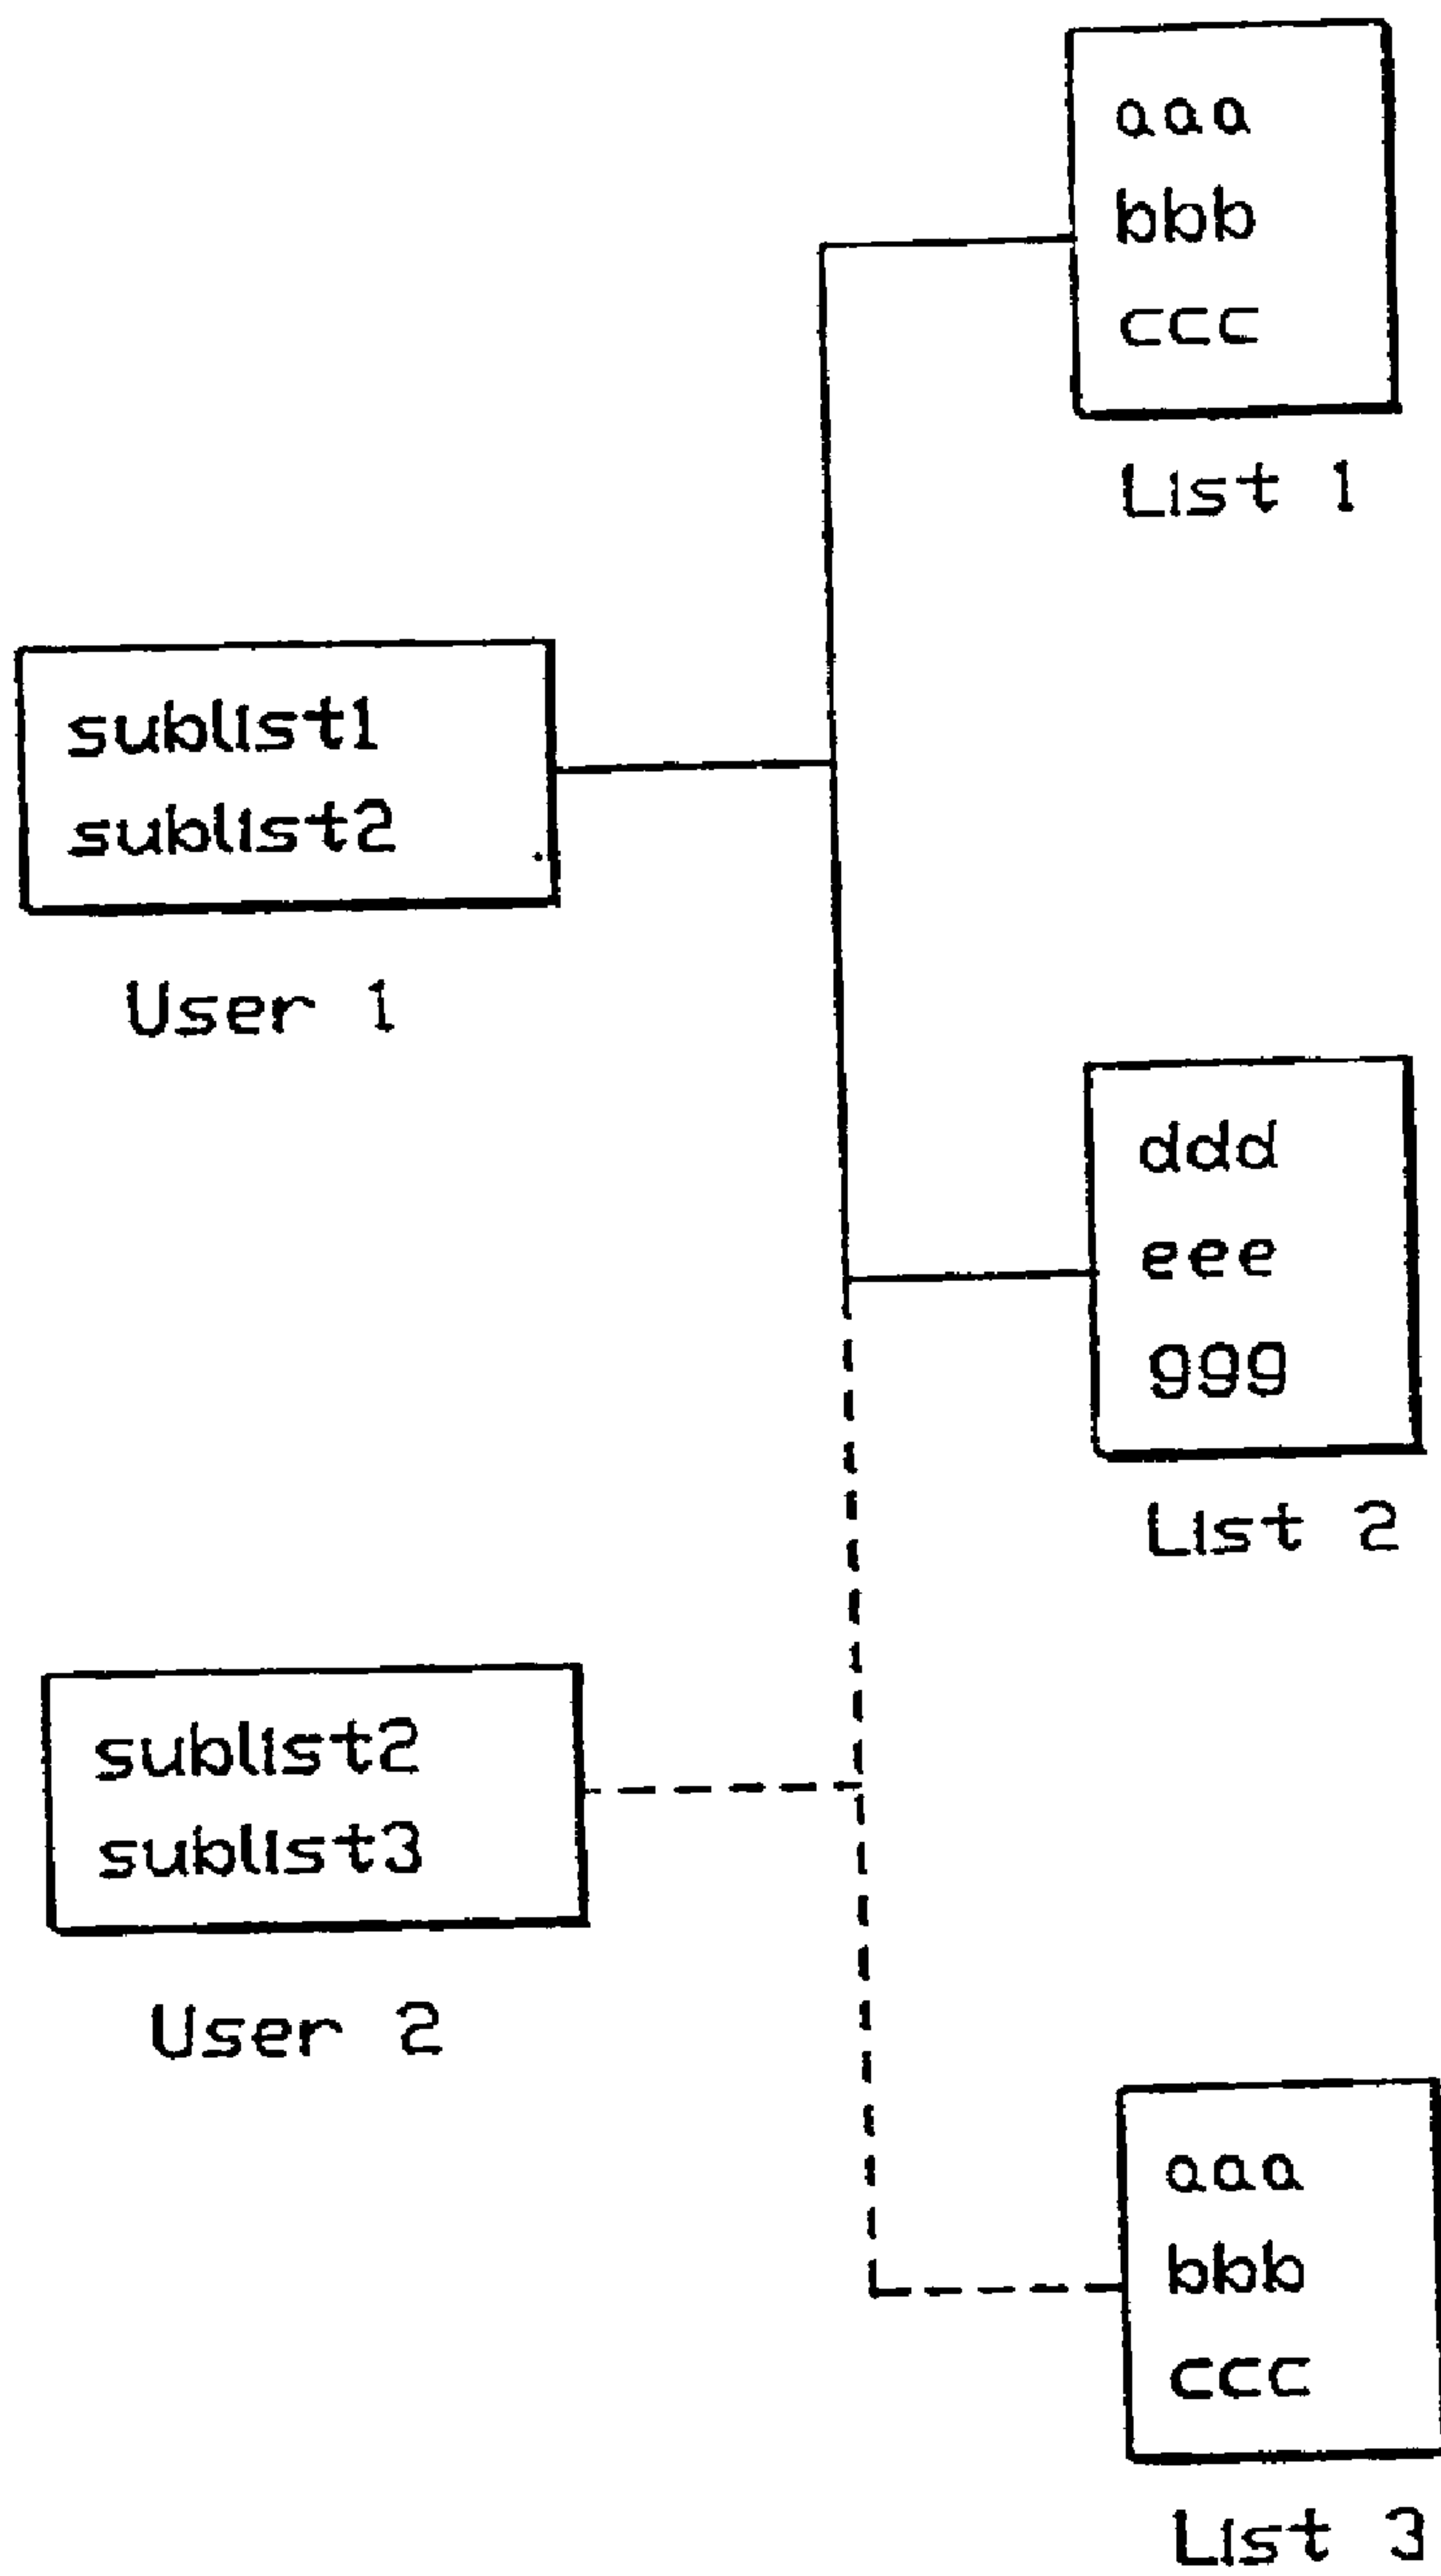 aaa
bbb
ccc
List 1
sublist1
sublist2
User 1
ddd
eee
ggg
List 2
sublist2
sublist3
User 2
aaa
bbb
ccc
List 3